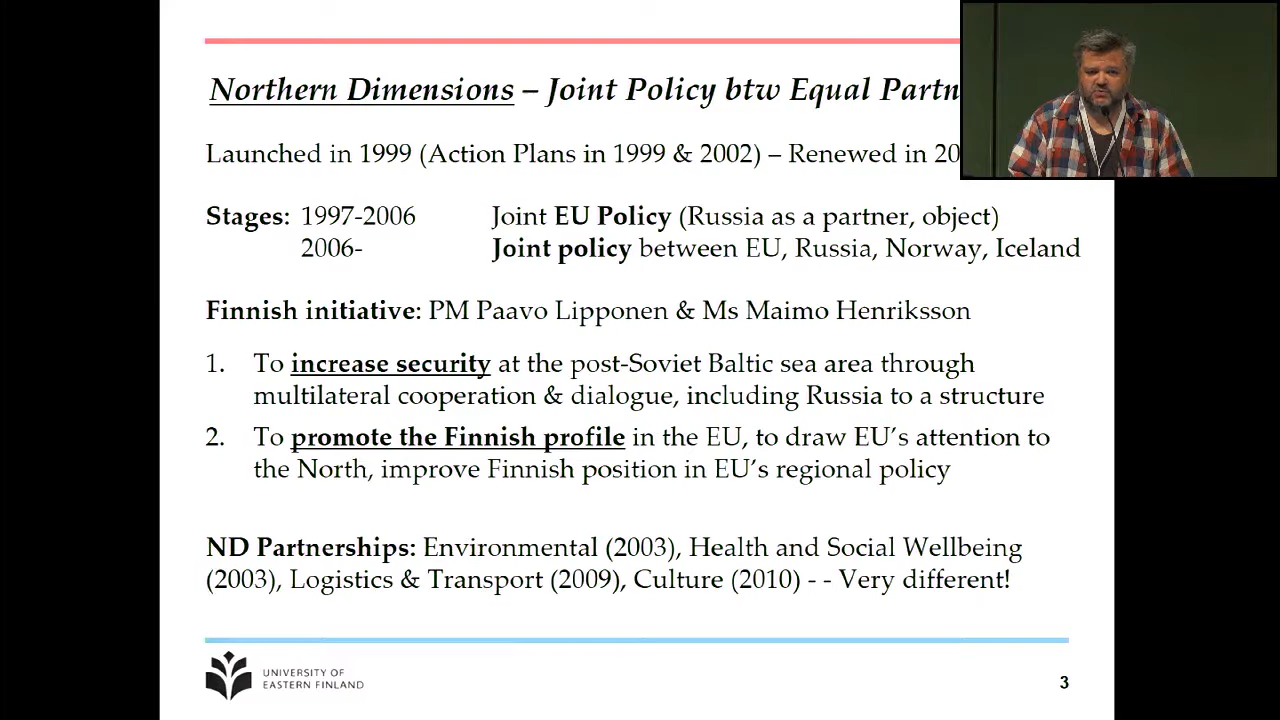 Northern Dimensions – Joint Policy btw Equal
Launched in 1999 (Action Plans in 1999 & 2002) – Renewed in
Stages: 1997-2006 Joint EU Policy (Russia as a partner, object)
2006- Joint policy between EU, Russia, Norway, Iceland
Finnish initiative: PM Paavo Lipponen & Ms Maimo Henriksson
1. To increase security at the post-Soviet Baltic sea area through
multilateral cooperation & dialogue, including Russia to a structure
2. To promote the Finnish profile in the EU, to draw EU's attention to
the North, improve Finnish position in EU's regional policy
ND Partnerships: Environmental (2003), Health and Social Wellbeing
(2003), Logistics & Transport (2009), Culture (2010) - - Very different!
UNIVERSITY OF
EASTERN FINLAND
3